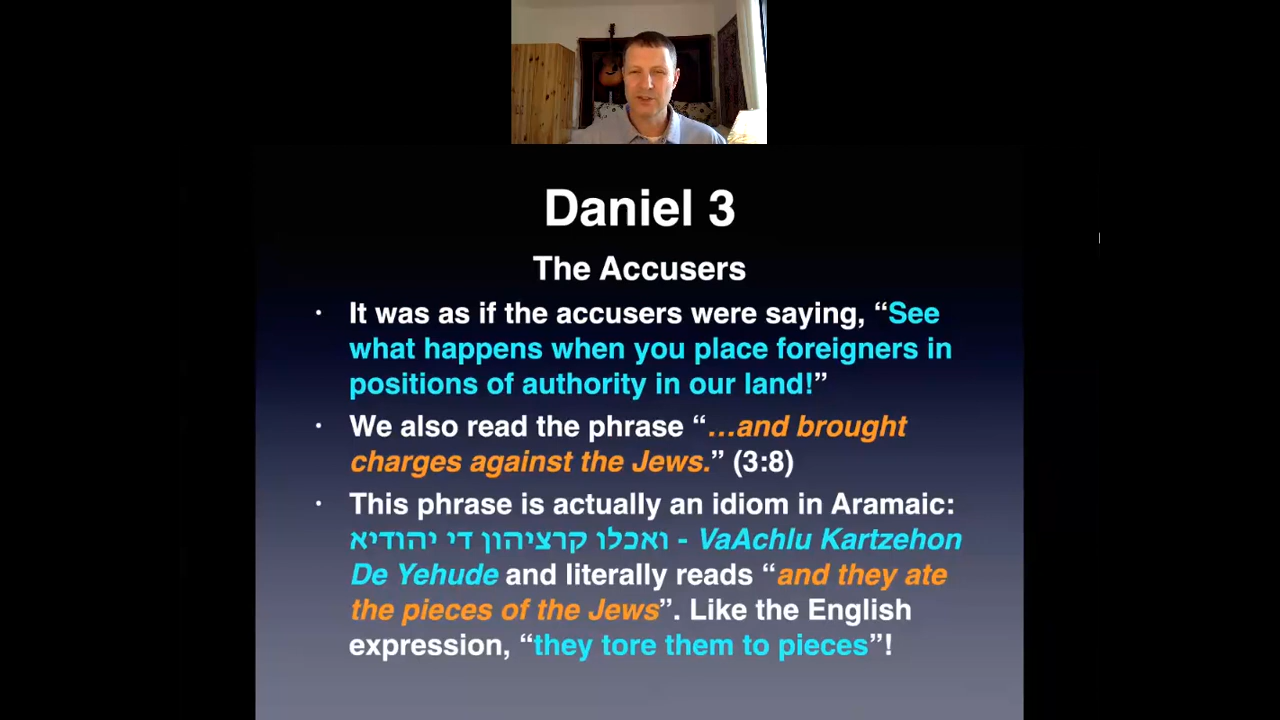 Daniel 3
The Accusers
• It was as if the accusers were saying, “See
what happens when you place foreigners in
positions of authority in our land!”
• We also read the phrase “…and brought
charges against the Jews.” (3:8)
• This phrase is actually an idiom in Aramaic:
ואכלו קרציהון די יהודיא - VaAchlu Kartzehon
De Yehude and literally reads “and they ate
the pieces of the Jews”. Like the English
expression, “they tore them to pieces”!